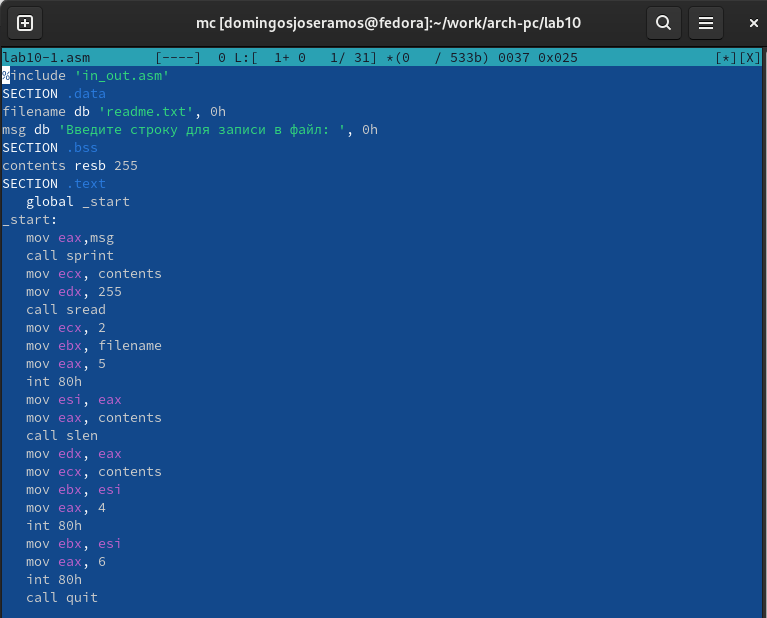 mc [domingosjoseramos@fedora]:~/work/arch-pc/lab10
lab10-1.asm [----] 0 L:[ 1+ 0 1/ 31] *(0 / 533b) 0037 0x025 [*][X]
%include 'in_out.asm'
SECTION .data
filename db 'readme.txt', 0h
msg db 'Введите строку для записи в файл: ', 0h
SECTION .bss
contents resb 255
SECTION .text
global _start
_start:
mov eax,msg
call sprint
mov ecx, contents
mov edx, 255
call sread
mov ecx, 2
mov ebx, filename
mov eax, 5
int 80h
mov esi, eax
mov eax, contents
call slen
mov edx, eax
mov ecx, contents
mov ebx, esi
mov eax, 4
int 80h
mov ebx, esi
mov eax, 6
int 80h
call quit